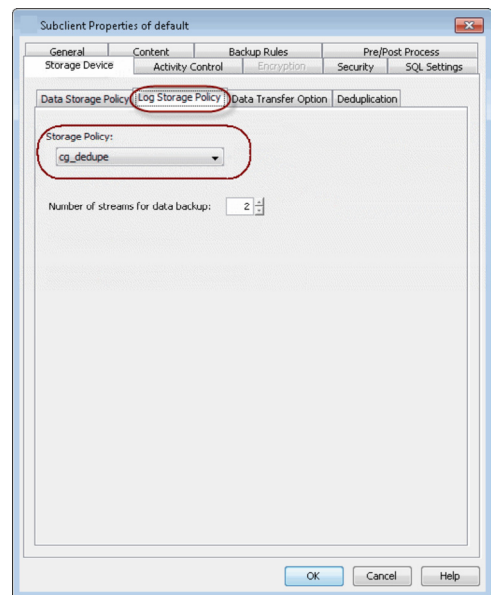 Subclient Properties of default
General Content Backup Rules Pre/Post Process
Storage Device Activity Control Encryption Security SQL Settings
Data Storage Policy Log Storage Policy Data Transfer Option Deduplication
Storage Policy:
cg_dedupe
Number of streams for data backup: 2
OK Cancel Help